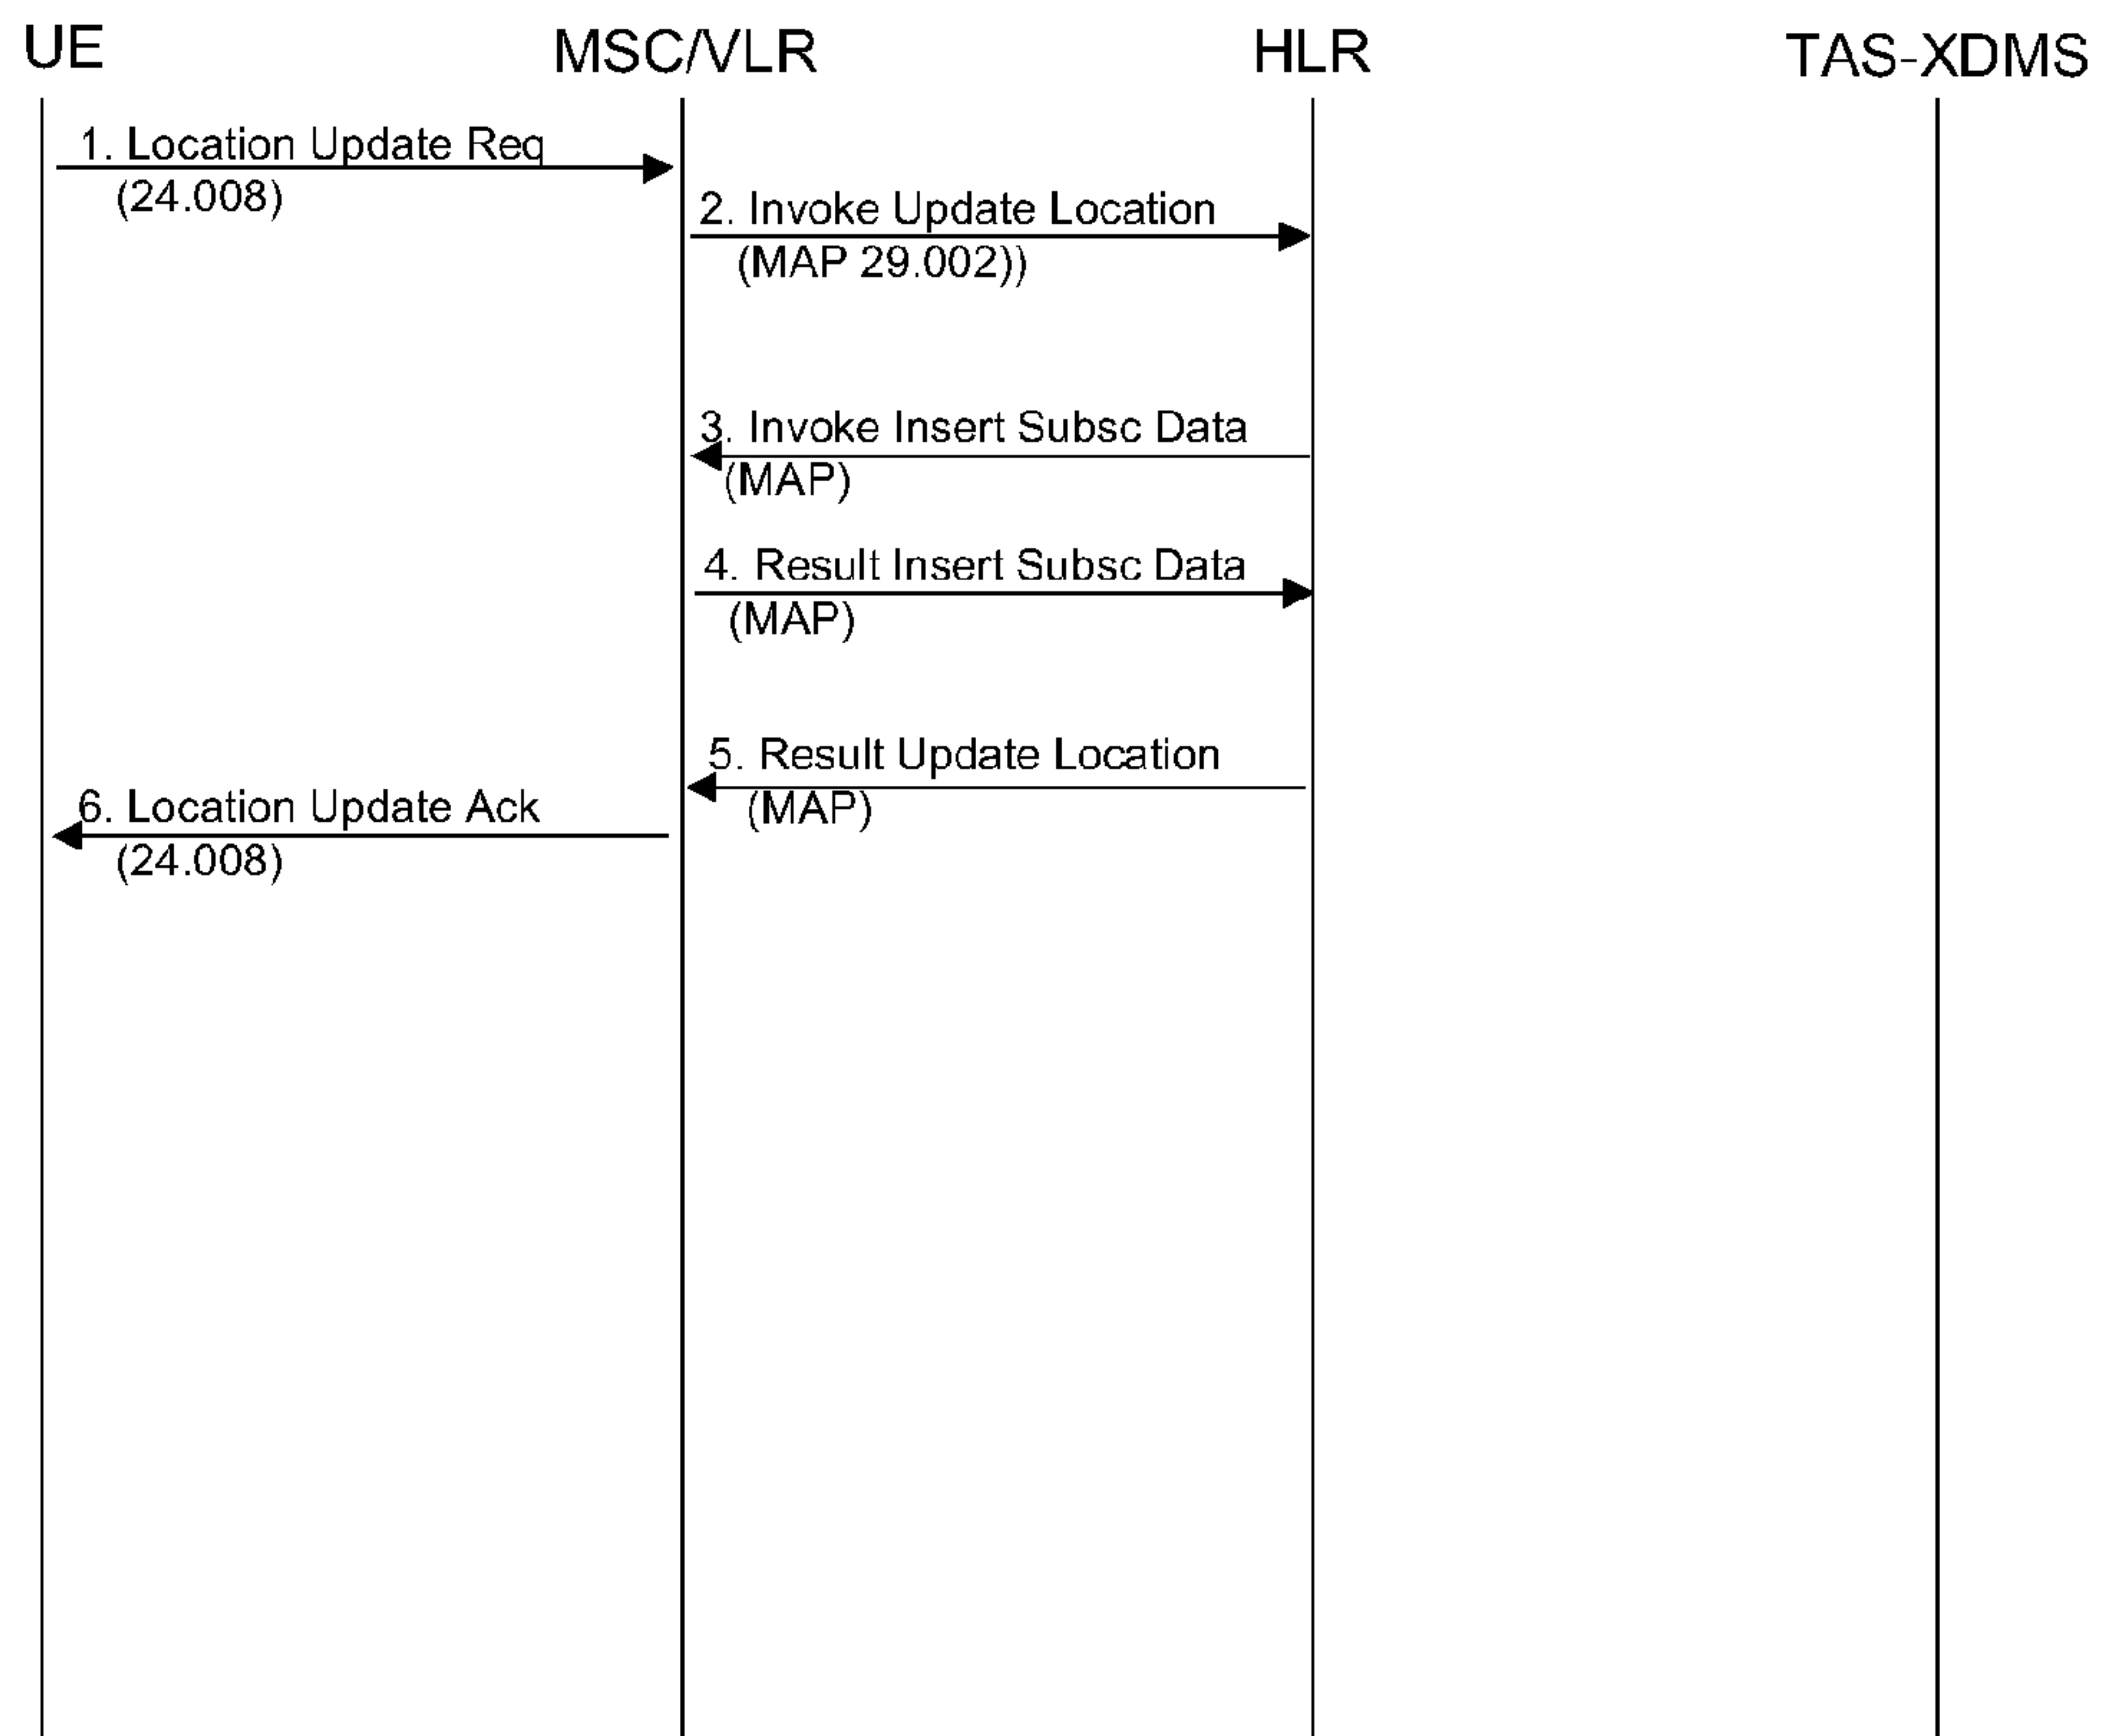 UE
MSC/VLR
HLR
TAS-XDMS
1. Location Update Req
(24.008)
2. Invoke Update Location
(MAP 29.002))
3. Invoke Insert Subsc Data
(MAP)
4. Result Insert Subsc Data
(MAP)
5. Result Update Location
(MAP)
6. Location Update Ack
(24.008)